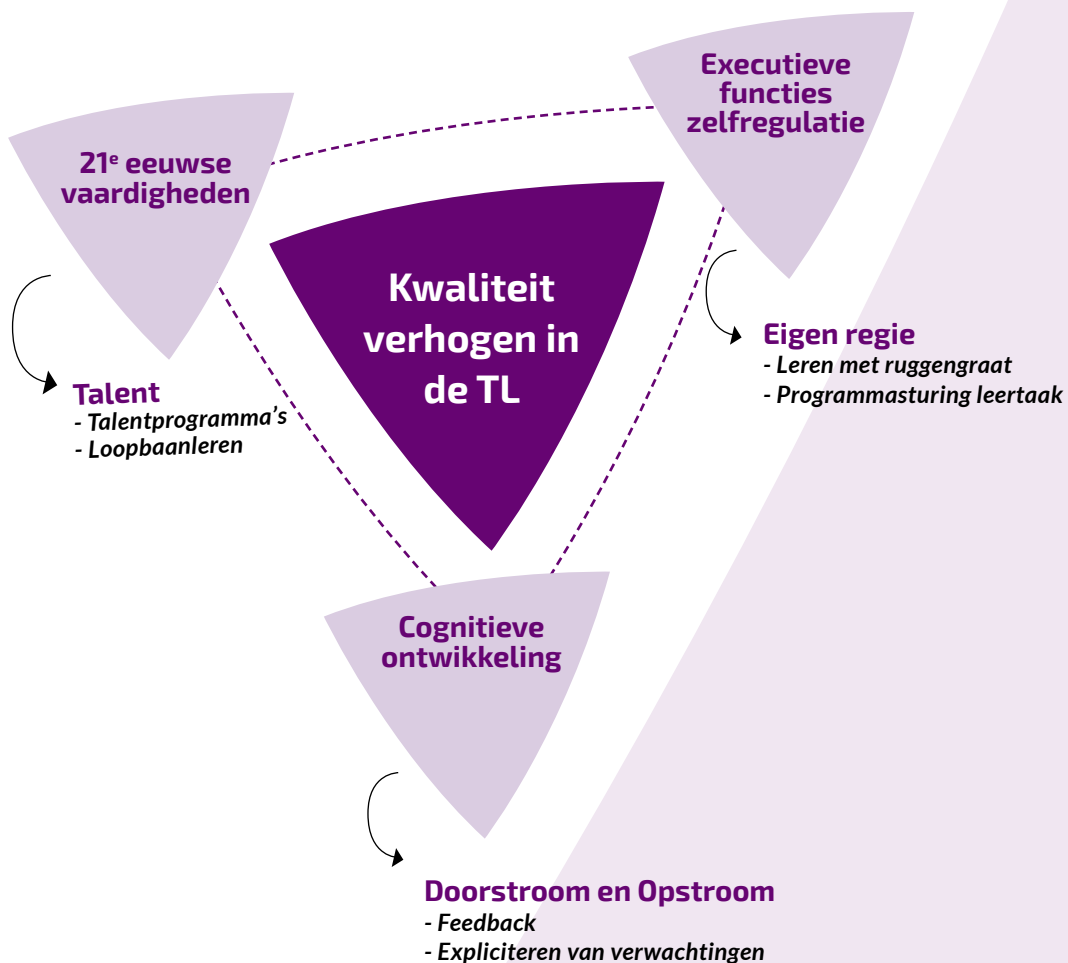 21e eeuwse
vaardigheden
Talent
- Talentprogramma's
- Loopbaanleren
Executieve
functies
zelfregulatie
Eigen regie
- Leren met ruggengraat
- Programmasturing leertaak
Kwaliteit
verhogen in
de TL
Cognitieve
ontwikkeling
Doorstroom en Opstroom
- Feedback
- Expliciteren van verwachtingen